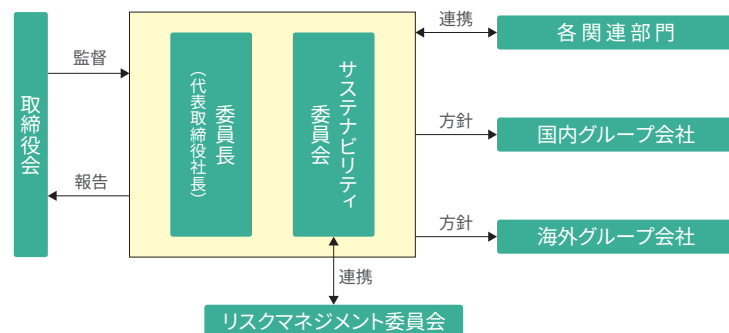 取締役会
監督
報告
委員長
（代表取締役社長）
サステナビリティ
委員会
連携
各関連部門
方針
国内グループ会社
方針
海外グループ会社
連携
リスクマネジメント委員会